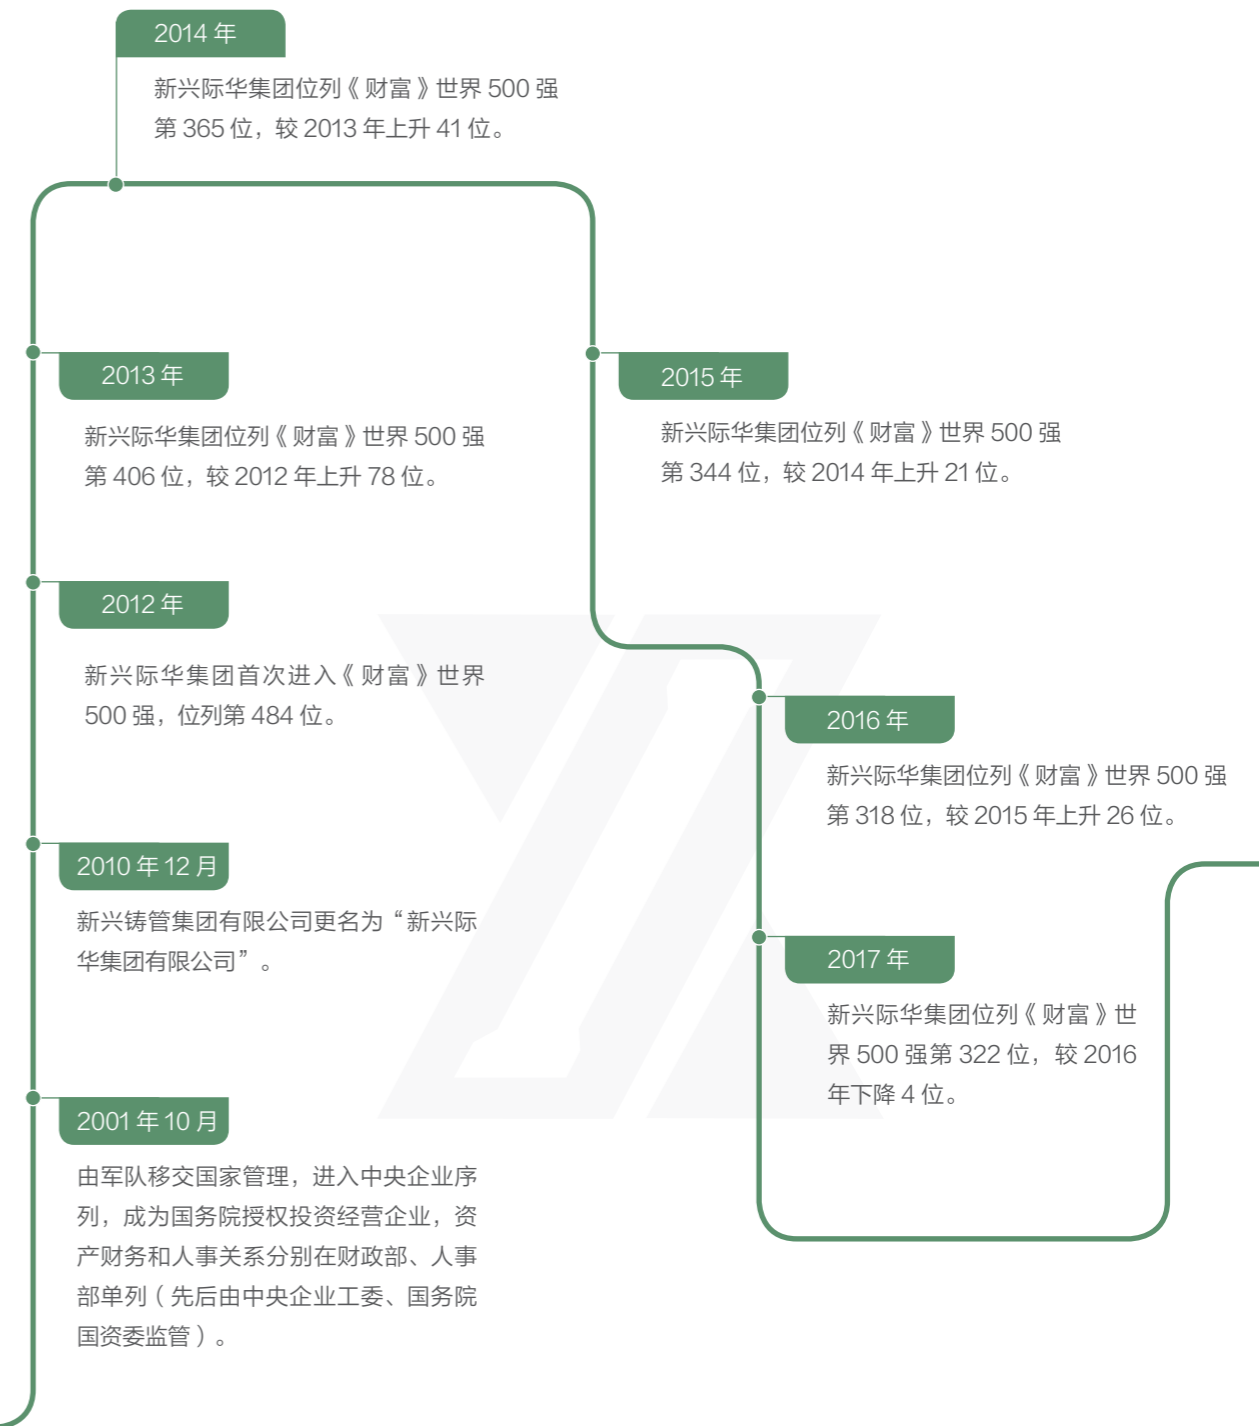 2014 年
新兴际华集团位列《财富》世界 500 强
第 365 位，较 2013 年上升 41 位。
2013 年
新兴际华集团位列《财富》世界 500 强
第 406 位，较 2012 年上升 78 位。
2012 年
新兴际华集团首次进入《财富》世界
500 强，位列第 484 位。
2010 年 12 月
新兴铸管集团有限公司更名为“新兴际
华集团有限公司”。
2001 年 10 月
由军队移交国家管理，进入中央企业序
列，成为国务院授权投资经营企业，资
产财务和人事关系分别在财政部、人事
部单列（先后由中央企业工委、国务院
国资委监管）。
2015 年
新兴际华集团位列《财富》世界 500 强
第 344 位，较 2014 年上升 21 位。
2016 年
新兴际华集团位列《财富》世界 500 强
第 318 位，较 2015 年上升 26 位。
2017 年
新兴际华集团位列《财富》世
界 500 强第 322 位，较 2016
年下降 4 位。